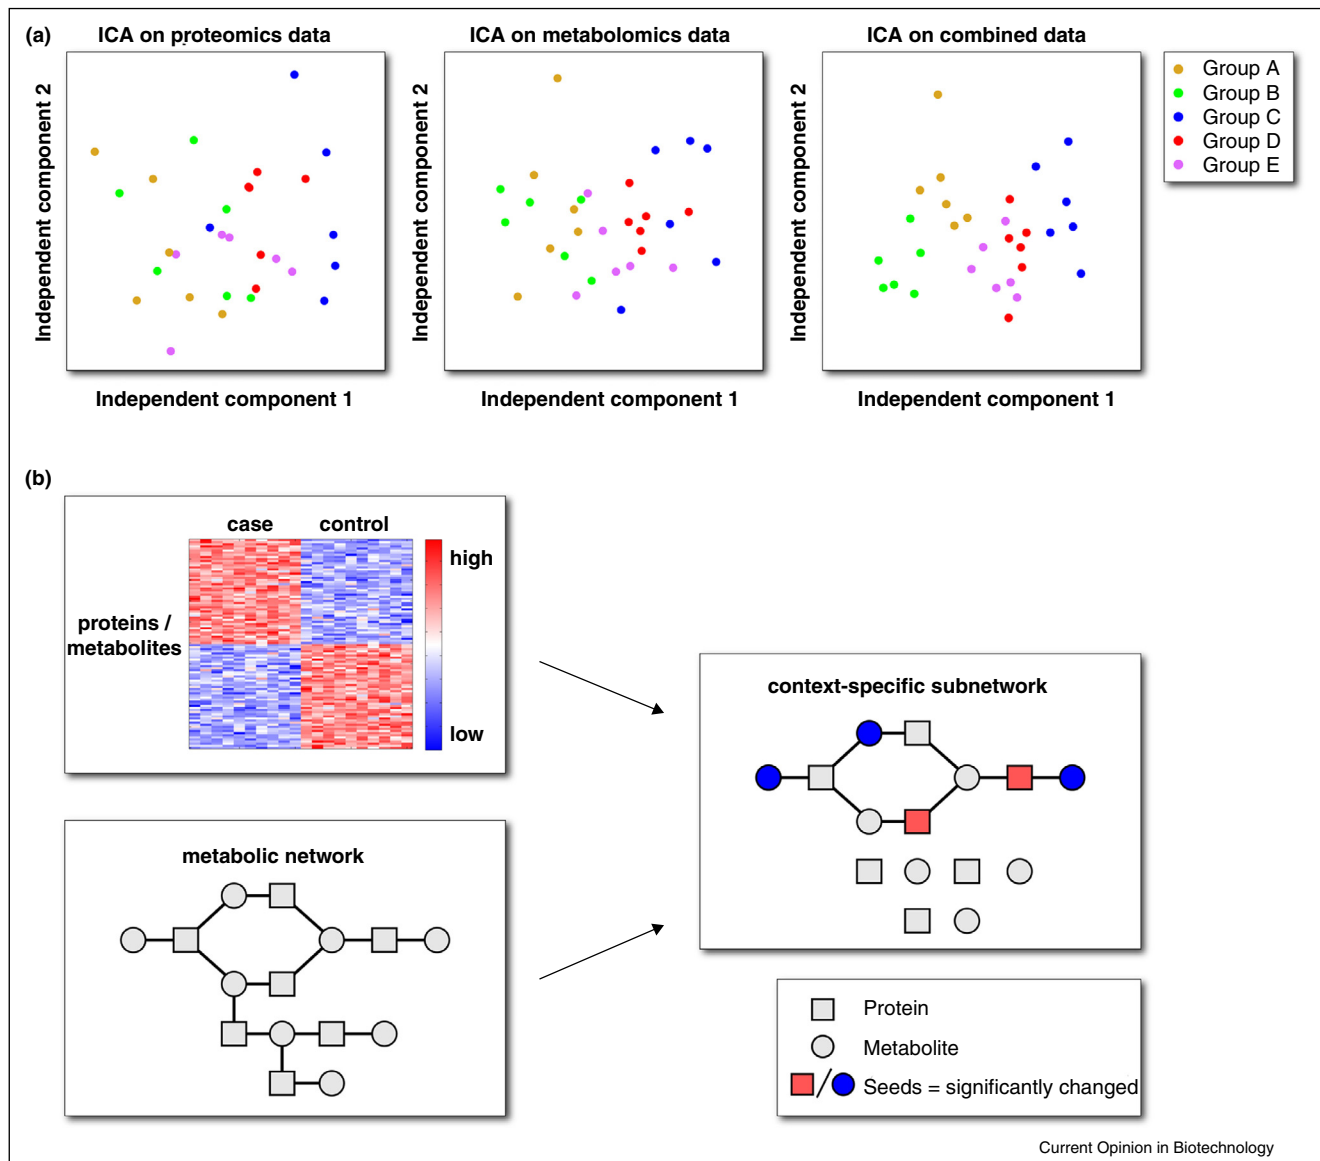 (a)
ICA on proteomics data
ICA on metabolomics data
ICA on combined data
Independent component 2
Independent component 2
Independent component 2
Independent component 1
Independent component 1
Independent component 1
Group A
Group B
Group C
Group D
Group E
(b)
case
control
high
low
proteins /
metabolites
metabolic network
context-specific subnetwork
Protein
Metabolite
/
Seeds = significantly changed
Current Opinion in Biotechnology